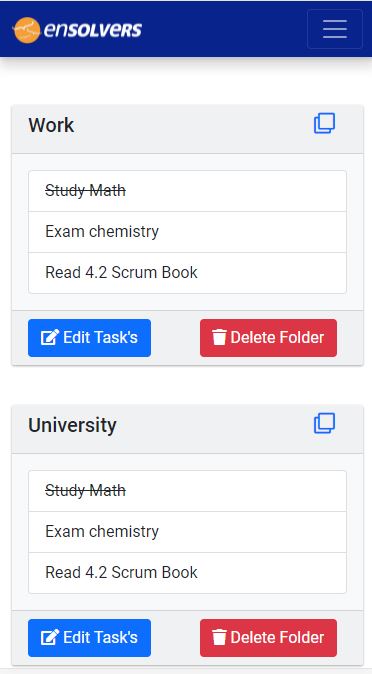 ensolvers
Work
Study Math
Exam chemistry
Read 4.2 Scrum Book
Edit Task's Delete Folder
University
Study Math
Exam chemistry
Read 4.2 Scrum Book
Edit Task's Delete Folder